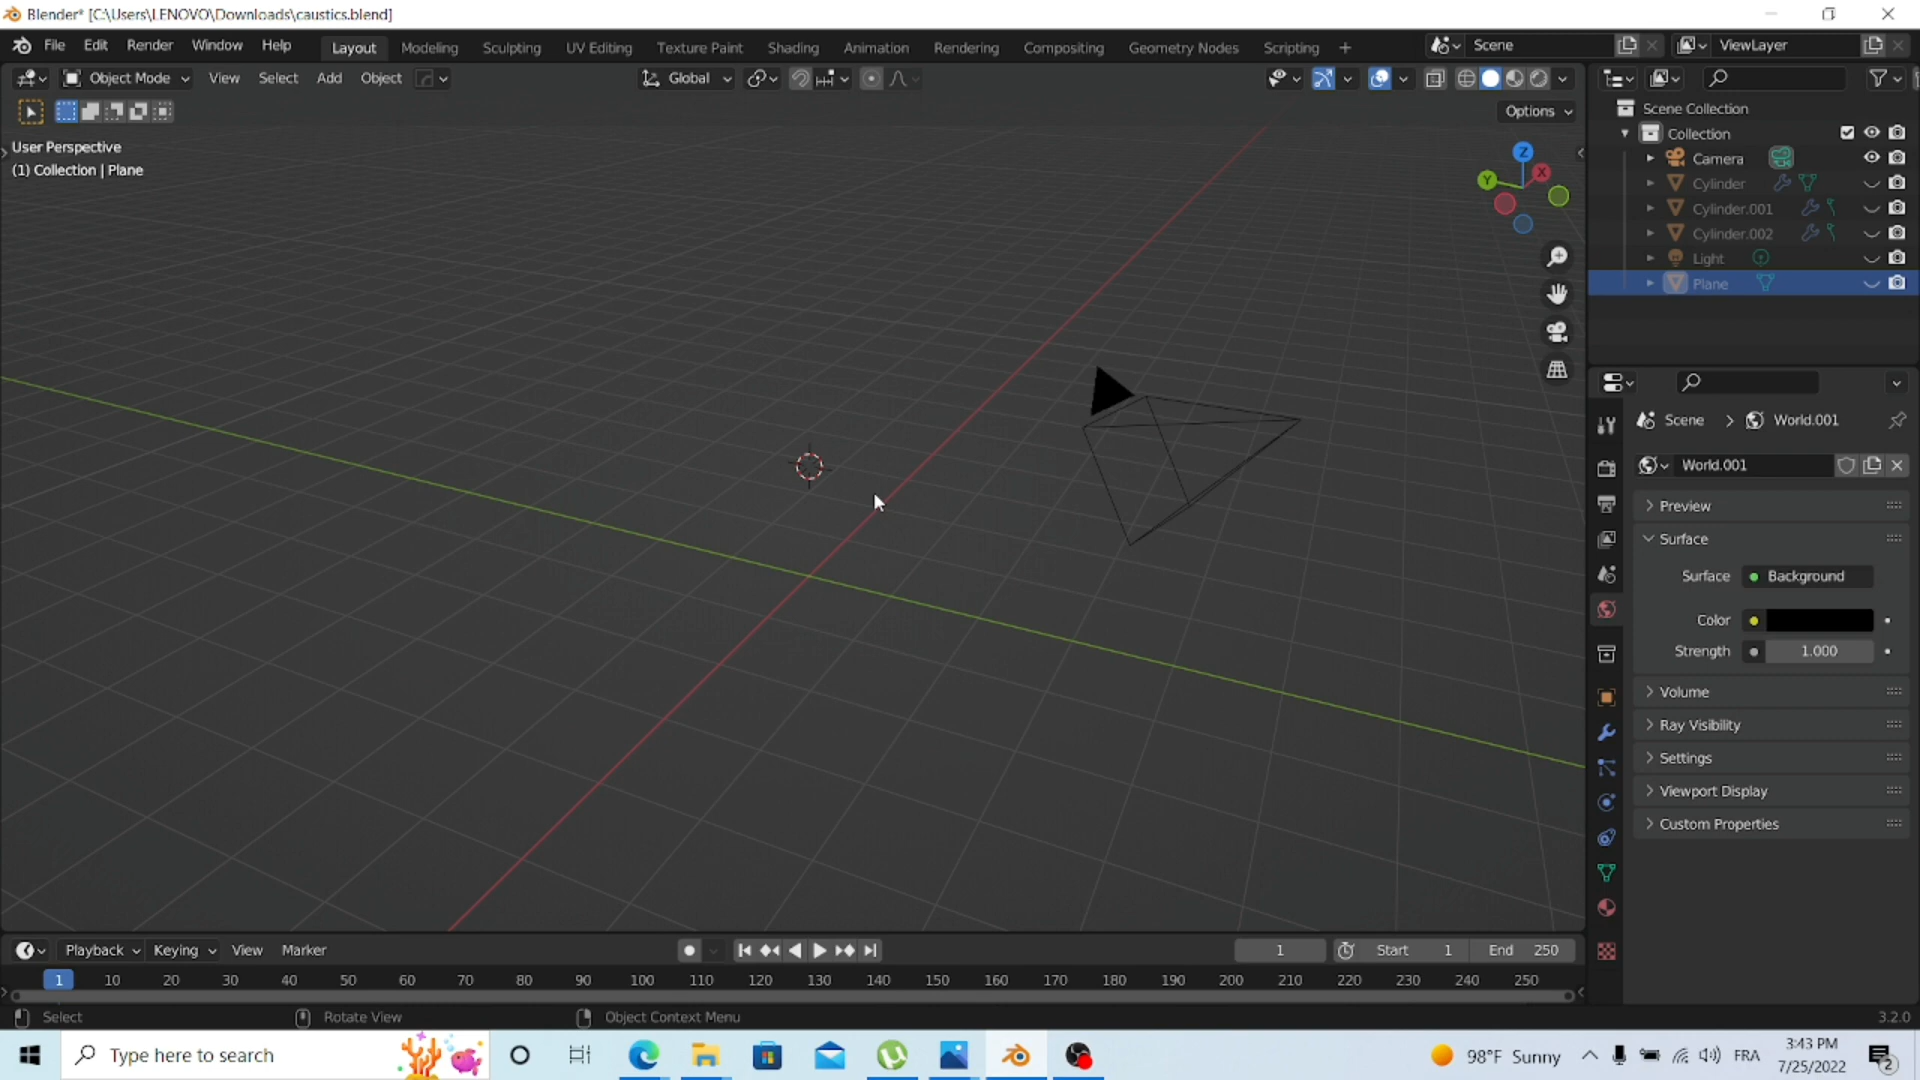 Blender* [C:\Users\LENOVO\Downloads\caustics.blend]
File Edit Render Window Help Layout Modeling Sculpting UV Editing Texture Paint Shading Animation Rendering Compositing Geometry Nodes Scripting + Scene ViewLayer
Object Mode View Select Add Object Global
Options
User Perspective
(1) Collection | Plane
Z
Y
X
Scene Collection
Collection
Camera
Cylinder
Cylinder.001
Cylinder.002
Light
Plane
Scene > World.001
World.001
Preview
Surface
Surface Background
Color
Strength 1.000
Volume
Ray Visibility
Settings
Viewport Display
Custom Properties
Playback Keying View Marker 1 Start 1 End 250
1 10 20 30 40 50 60 70 80 90 100 110 120 130 140 150 160 170 180 190 200 210 220 230 240 250
Select Rotate View Object Context Menu 3.2.0
Type here to search 98°F Sunny FRA 3:43 PM
7/25/2022
2